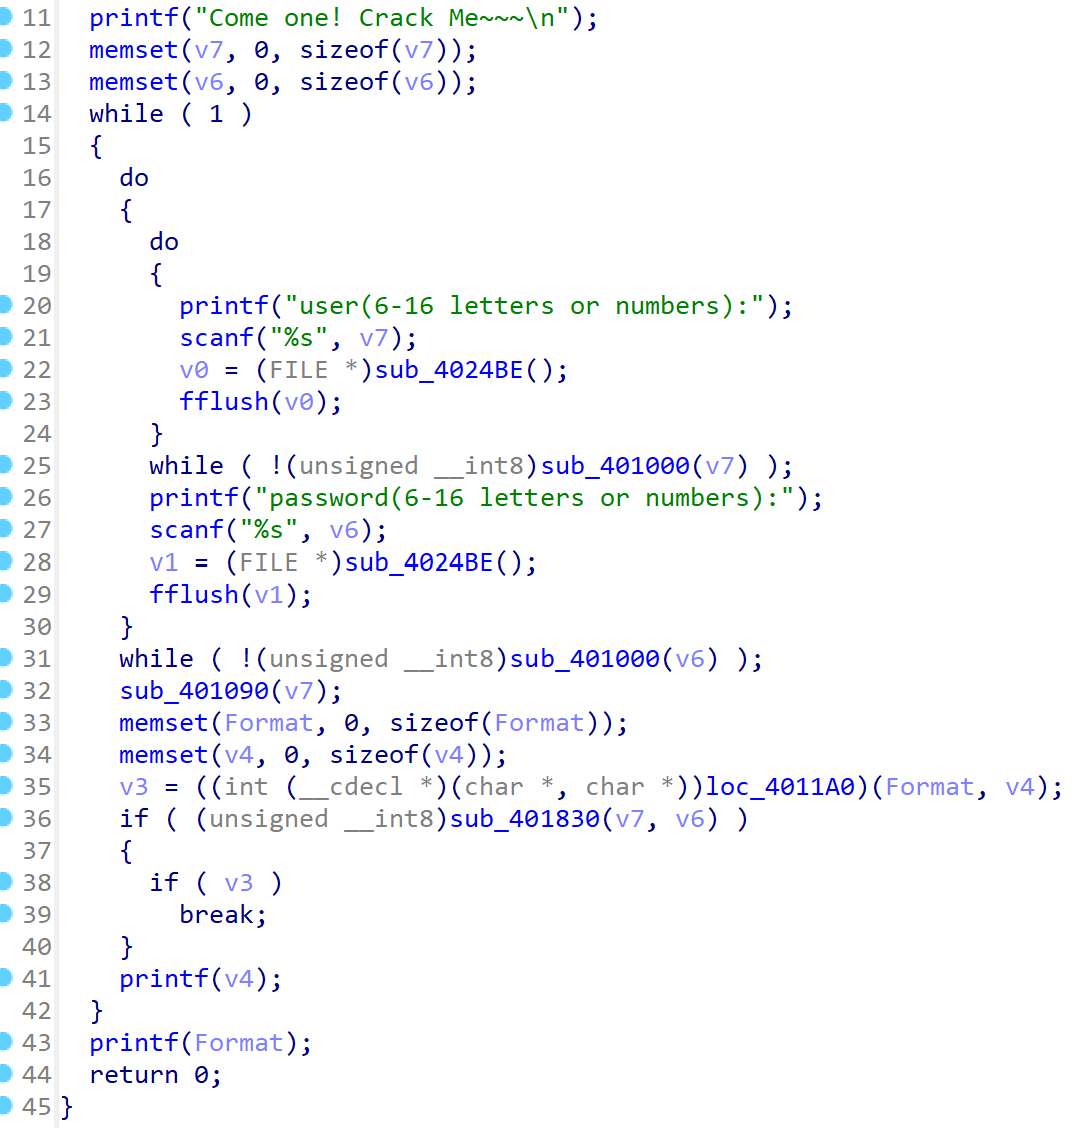 11 printf("Come one! Crack Me~~~\n");
12 memset(v7, 0, sizeof(v7));
13 memset(v6, 0, sizeof(v6));
14 while ( 1 )
15 {
16 do
17 {
18 do
19 {
20 printf("user(6-16 letters or numbers):");
21 scanf("%s", v7);
22 v0 = (FILE *)sub_4024BE();
23 fflush(v0);
24 }
25 while ( !(unsigned __int8)sub_401000(v7) );
26 printf("password(6-16 letters or numbers):");
27 scanf("%s", v6);
28 v1 = (FILE *)sub_4024BE();
29 fflush(v1);
30 }
31 while ( !(unsigned __int8)sub_401000(v6) );
32 sub_401090(v7);
33 memset(Format, 0, sizeof(Format));
34 memset(v4, 0, sizeof(v4));
35 v3 = ((int (__cdecl *)(char *, char *))loc_4011A0)(Format, v4);
36 if ( (unsigned __int8)sub_401830(v7, v6) )
37 {
38 if ( v3 )
39 break;
40 }
41 printf(v4);
42 }
43 printf(Format);
44 return 0;
45 }